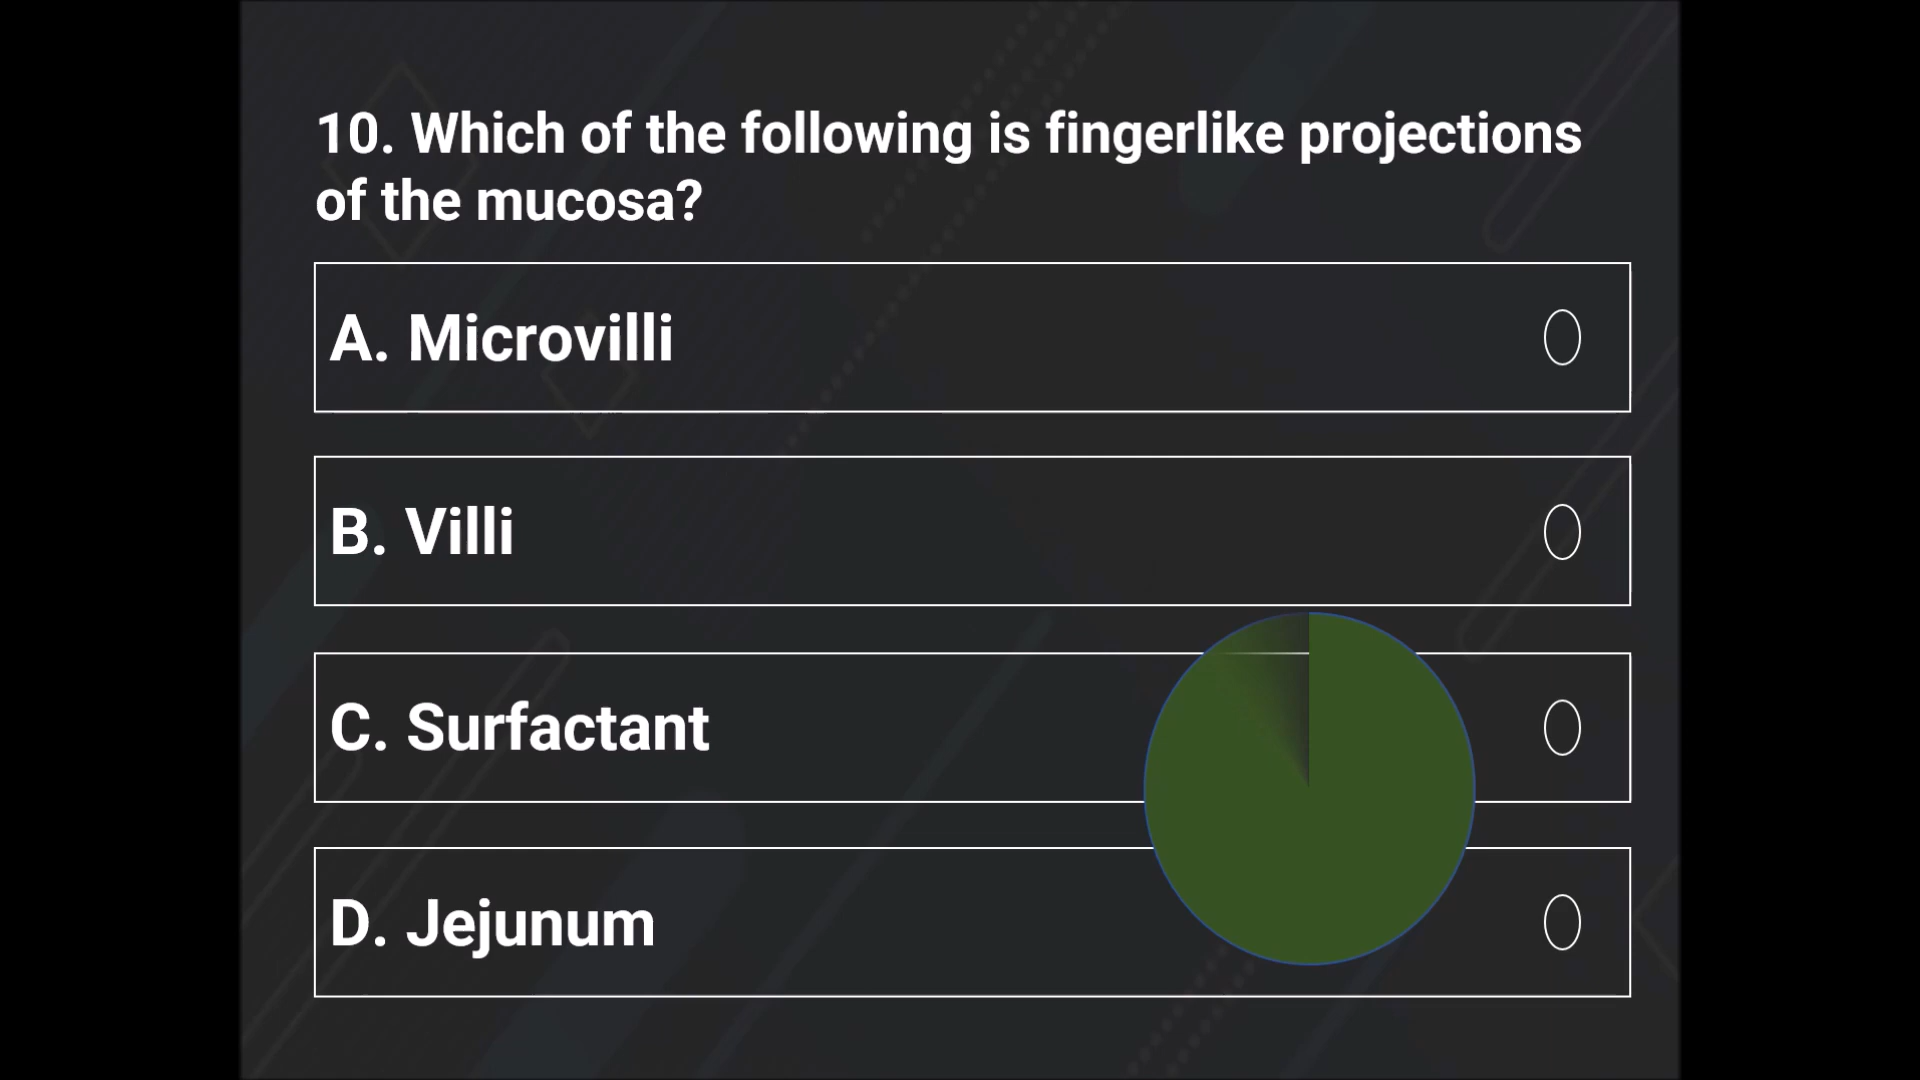 10. Which of the following is fingerlike projections
of the mucosa?
A. Microvilli
B. Villi
C. Surfactant
D. Jejunum